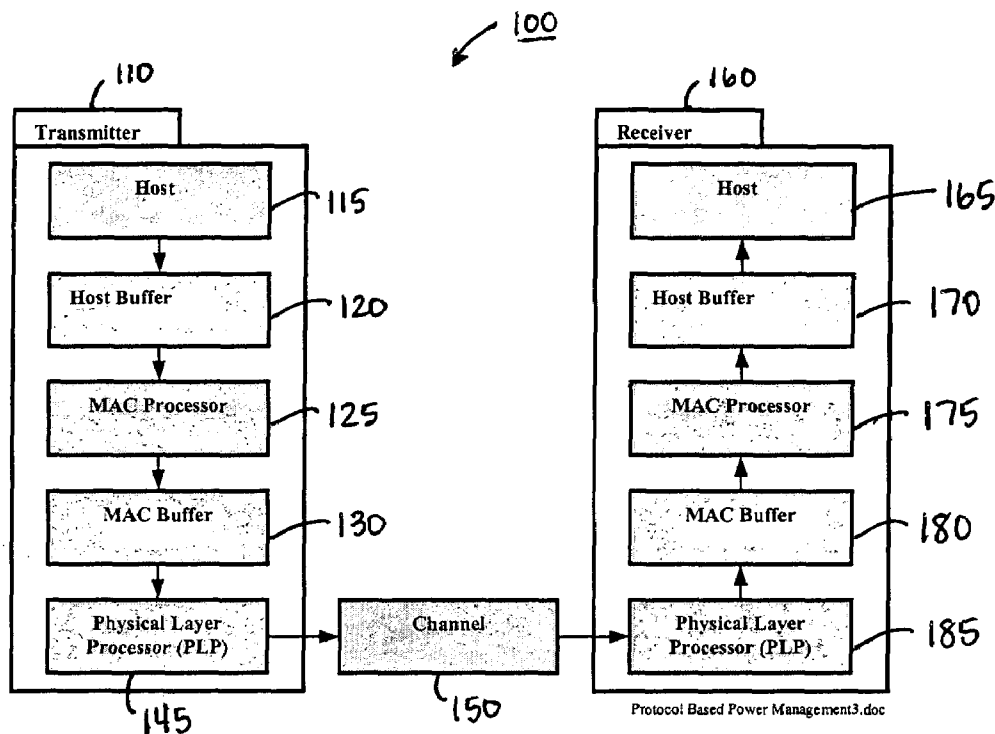 100
110
160
Transmitter
Receiver
Host
115
Host
165
Host Buffer
120
Host Buffer
170
MAC Processor
125
MAC Processor
175
MAC Buffer
130
MAC Buffer
180
Physical Layer
Processor (PLP)
Channel
Physical Layer
Processor (PLP)
185
145
150
Protocol Based Power Management3.doc